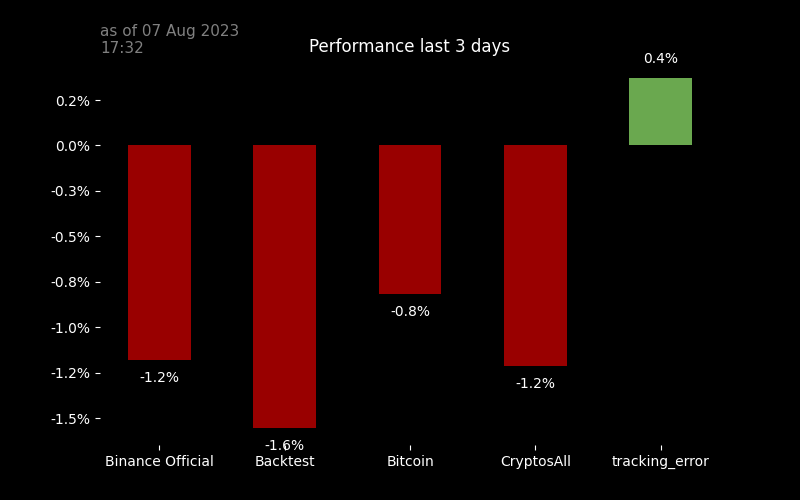 as of 07 Aug 2023
17:32
Performance last 3 days
0.4%
0.2%
0.0%
-0.3%
-0.5%
-0.8%
-1.0%
-1.2%
-1.5%
-1.2%
-1.6%
-0.8%
-1.2%
Binance Official
Backtest
Bitcoin
CryptosAll
tracking_error